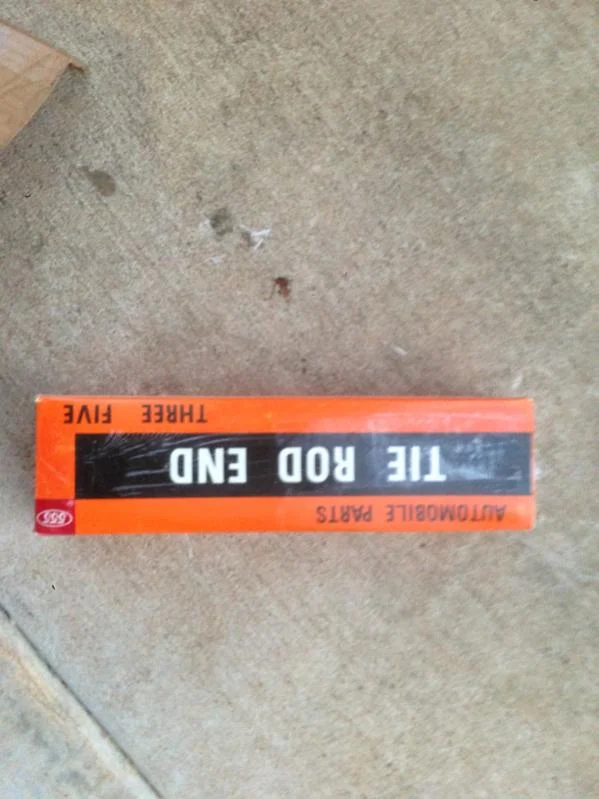 AUTOMOBILE PARTS
555
TIE ROD END
THREE FIVE